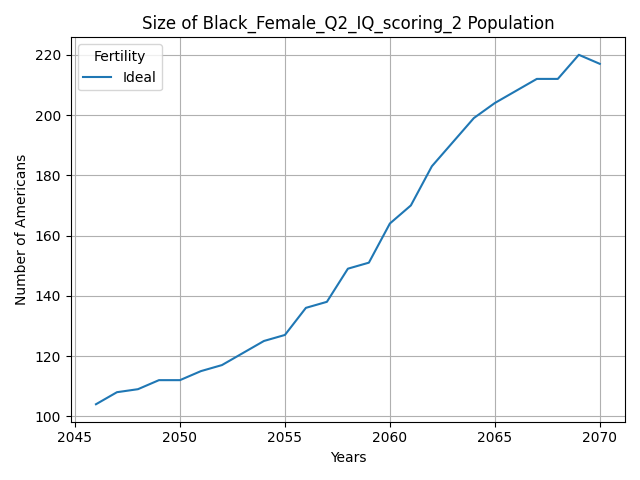 Size of Black_Female_Q2_IQ_scoring_2 Population
Fertility
Ideal
Number of Americans
220
200
180
160
140
120
100
2045 2050 2055 2060 2065 2070
Years